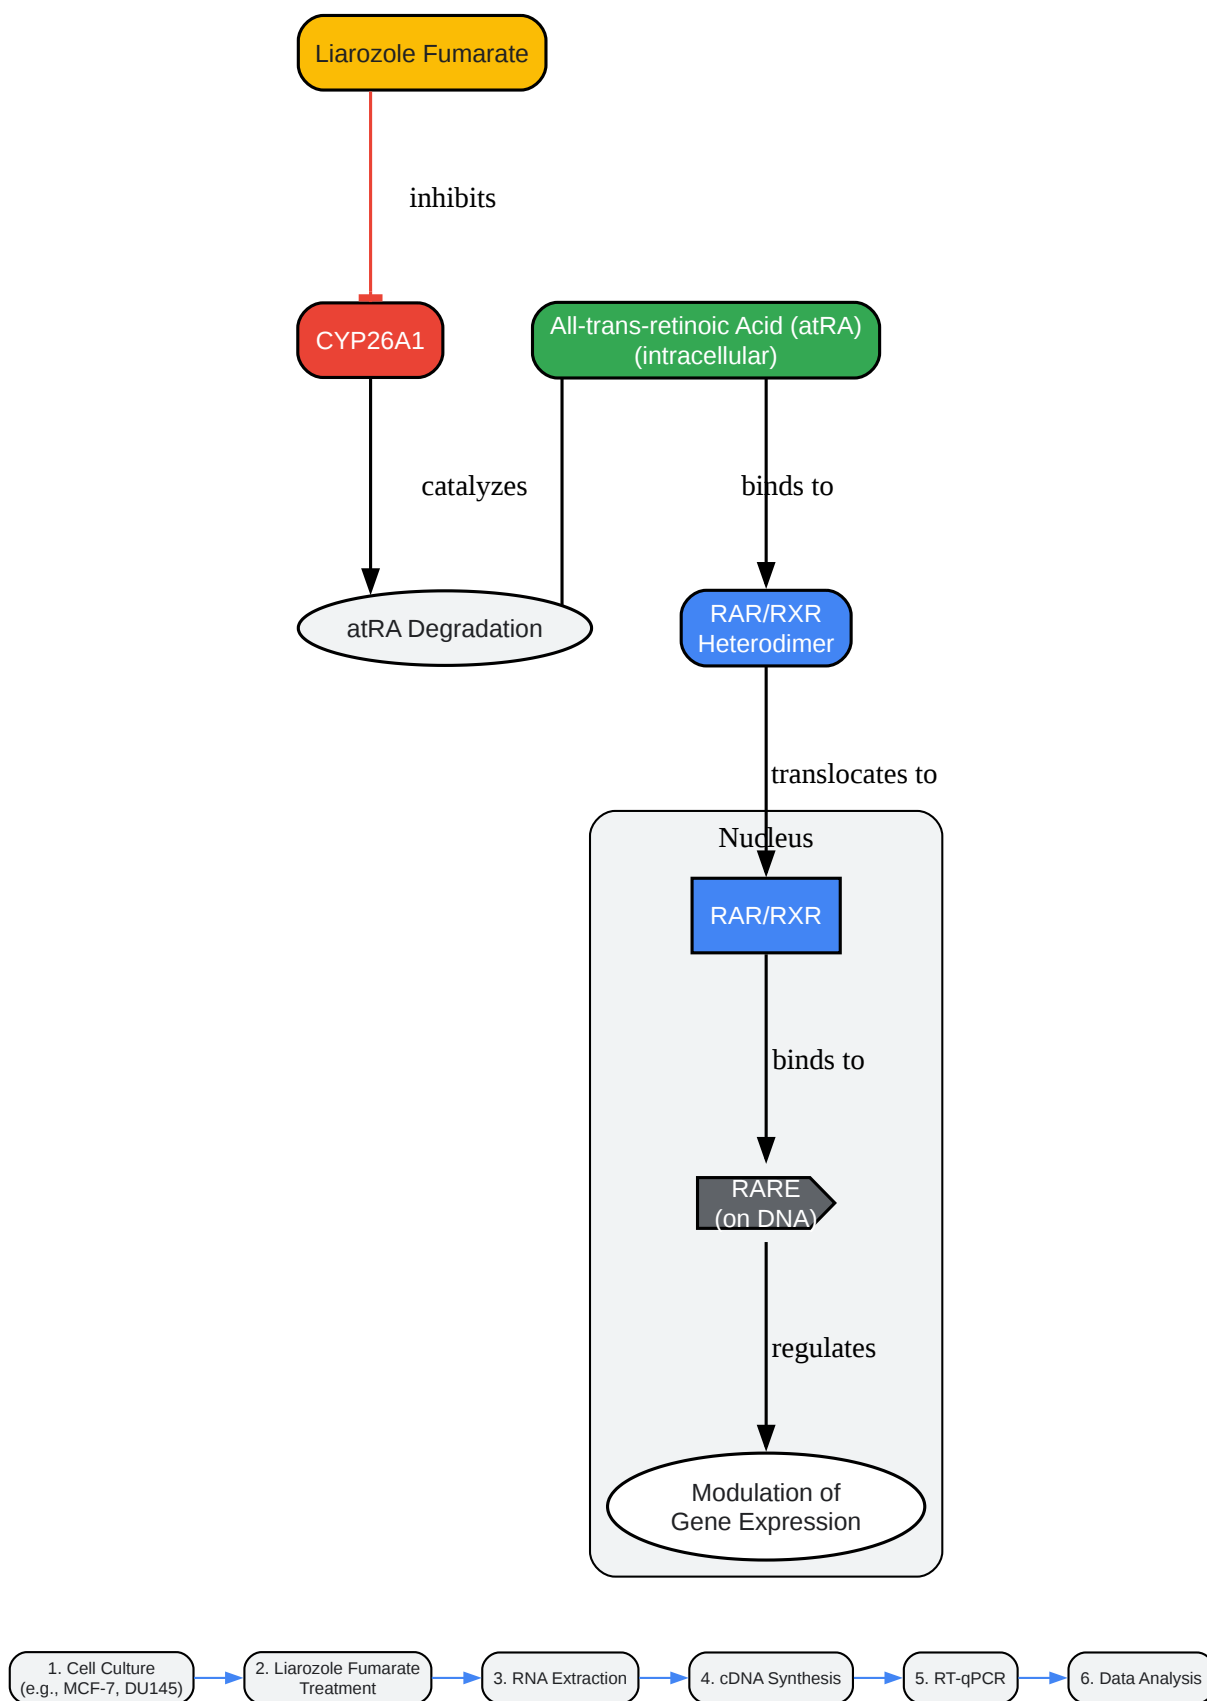 Liarozole Fumarate
inhibits
CYP26A1
All-trans-retinoic Acid (atRA)
(intracellular)
catalyzes
binds to
atRA Degradation
RAR/RXR
Heterodimer
translocates to
Nucleus
RAR/RXR
binds to
RARE
(on DNA)
regulates
Modulation of
Gene Expression
1. Cell Culture
(e.g., MCF-7, DU145)
2. Liarozole Fumarate
Treatment
3. RNA Extraction
4. cDNA Synthesis
5. RT-qPCR
6. Data Analysis